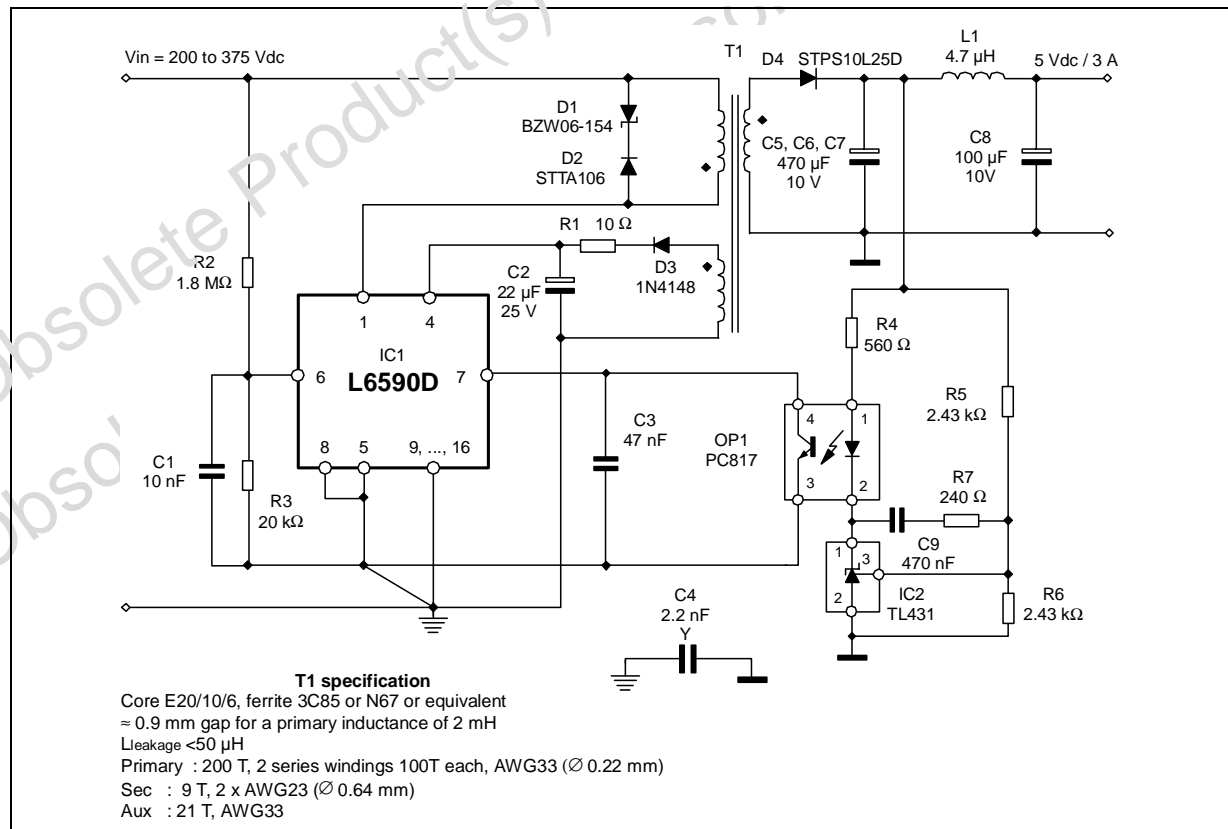 Obsolete Product(s)
Vin = 200 to 375 Vdc
T1
D4
STPS10L25D
L1
4.7 µH
5 Vdc / 3 A
D1
BZW06-154
D2
STTA106
C5, C6, C7
470 µF
10 V
C8
100 µF
10V
R1
10 Ω
R2
1.8 MΩ
C2
22 µF
25 V
D3
1N4148
1
4
IC1
L6590D
6
7
8
5
9, ..., 16
R4
560 Ω
R5
2.43 kΩ
C3
47 nF
OP1
PC817
4
1
3
2
C1
10 nF
R3
20 kΩ
R7
240 Ω
C9
470 nF
1
3
2
IC2
TL431
R6
2.43 kΩ
C4
2.2 nF
Y
T1 specification
Core E20/10/6, ferrite 3C85 or N67 or equivalent
≈ 0.9 mm gap for a primary inductance of 2 mH
Lleakage <50 µH
Primary : 200 T, 2 series windings 100T each, AWG33 (∅ 0.22 mm)
Sec : 9 T, 2 x AWG23 (∅ 0.64 mm)
Aux : 21 T, AWG33